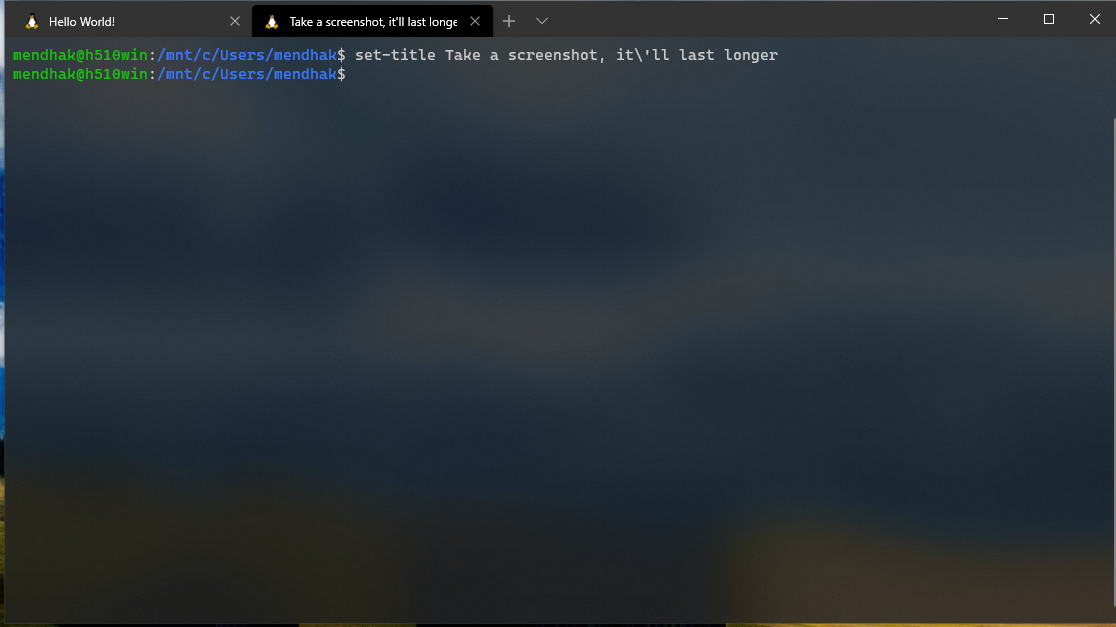 Hello World!
Take a screenshot, it'll last longe
mendhak@h510win:/mnt/c/Users/mendhak$ set-title Take a screenshot, it\'ll last longer
mendhak@h510win:/mnt/c/Users/mendhak$